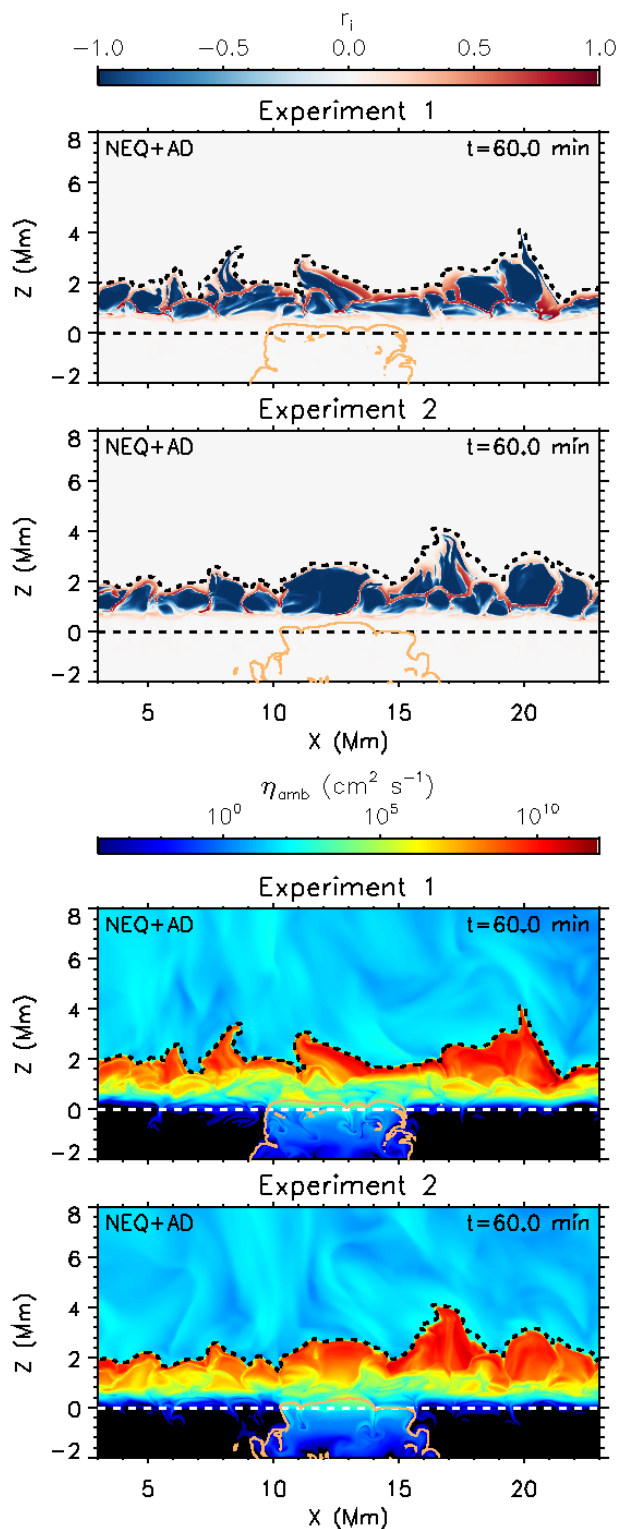 r_i
−1.0 −0.5 0.0 0.5 1.0
Experiment 1
NEQ+AD t=60.0 min
8
6
4
2
0
−2
Z (Mm)
Experiment 2
NEQ+AD t=60.0 min
8
6
4
2
0
−2
Z (Mm)
5 10 15 20
X (Mm)
η_amb (cm² s⁻¹)
10⁰ 10⁵ 10¹⁰
Experiment 1
NEQ+AD t=60.0 min
8
6
4
2
0
−2
Z (Mm)
Experiment 2
NEQ+AD t=60.0 min
8
6
4
2
0
−2
Z (Mm)
5 10 15 20
X (Mm)